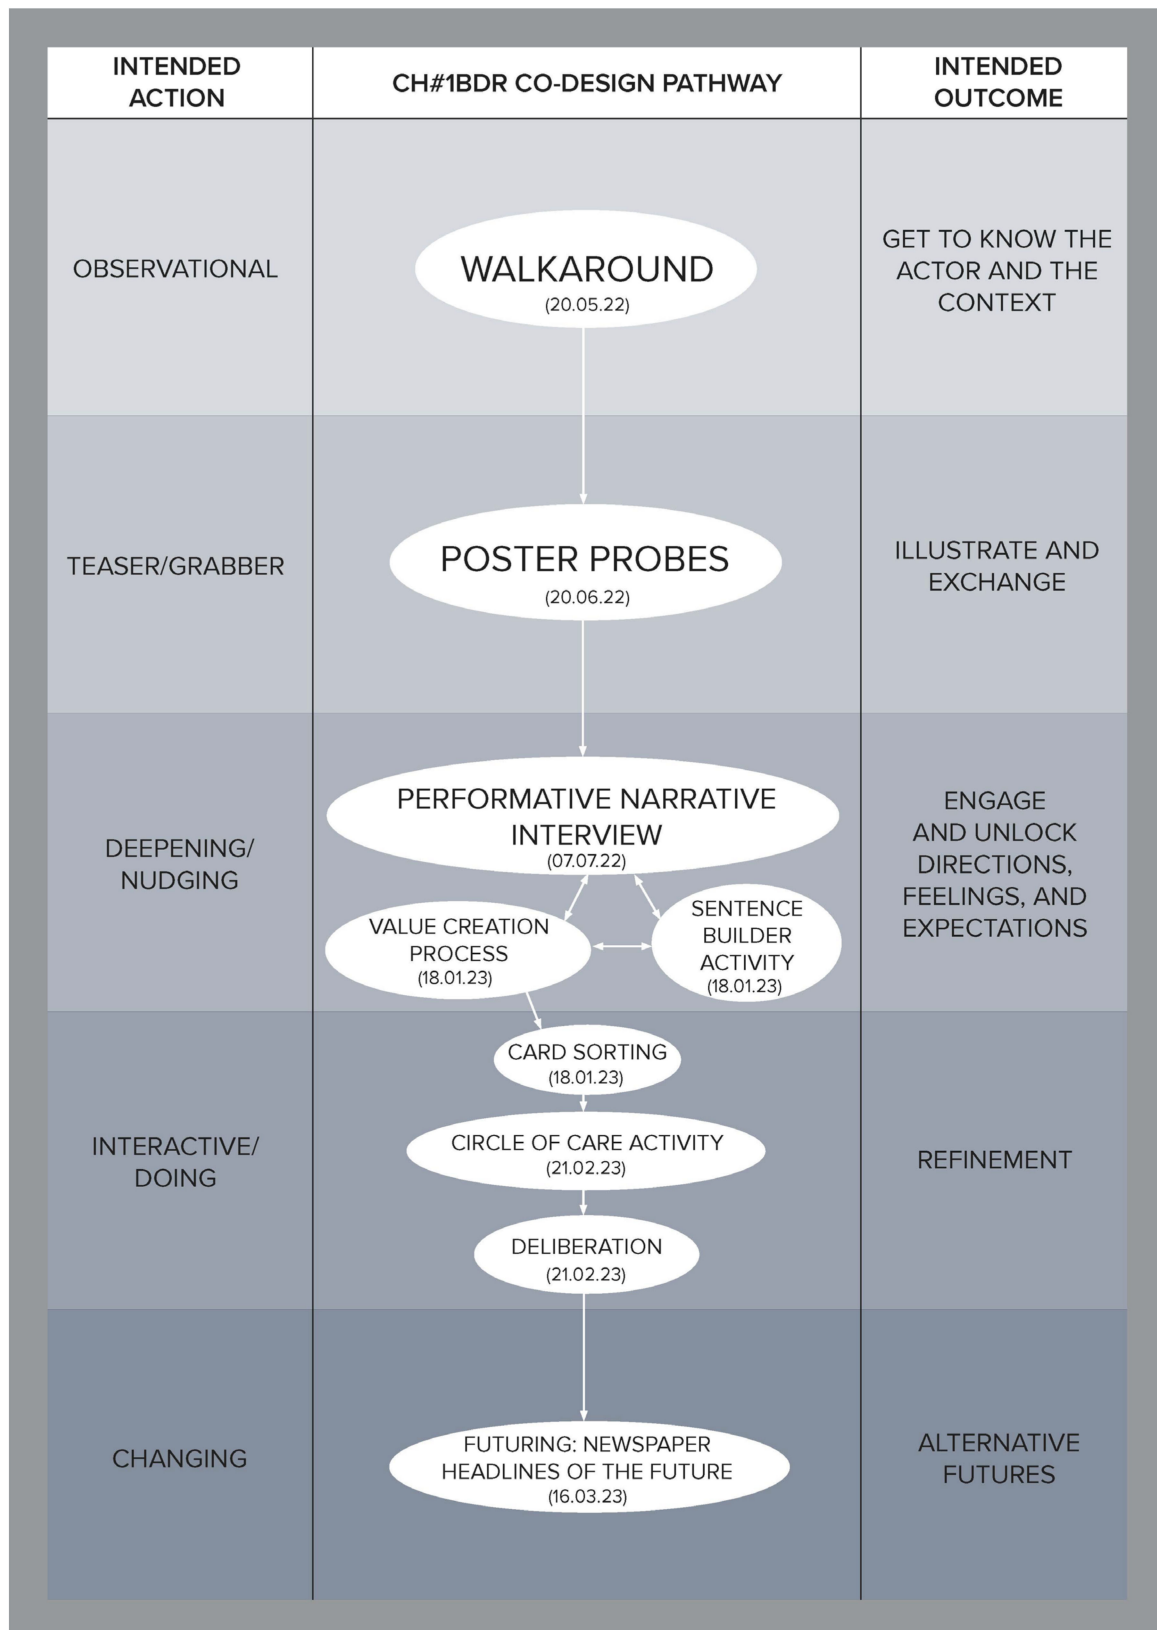 INTENDED
ACTION
CH#1BDR CO-DESIGN PATHWAY
INTENDED
OUTCOME
OBSERVATIONAL
WALKAROUND
(20.05.22)
GET TO KNOW THE
ACTOR AND THE
CONTEXT
TEASER/GRABBER
POSTER PROBES
(20.06.22)
ILLUSTRATE AND
EXCHANGE
DEEPENING/
NUDGING
PERFORMATIVE NARRATIVE
INTERVIEW
(07.07.22)
VALUE CREATION
PROCESS
(18.01.23)
SENTENCE
BUILDER
ACTIVITY
(18.01.23)
ENGAGE
AND UNLOCK
DIRECTIONS,
FEELINGS, AND
EXPECTATIONS
INTERACTIVE/
DOING
CARD SORTING
(18.01.23)
CIRCLE OF CARE ACTIVITY
(21.02.23)
DELIBERATION
(21.02.23)
REFINEMENT
CHANGING
FUTURING: NEWSPAPER
HEADLINES OF THE FUTURE
(16.03.23)
ALTERNATIVE
FUTURES